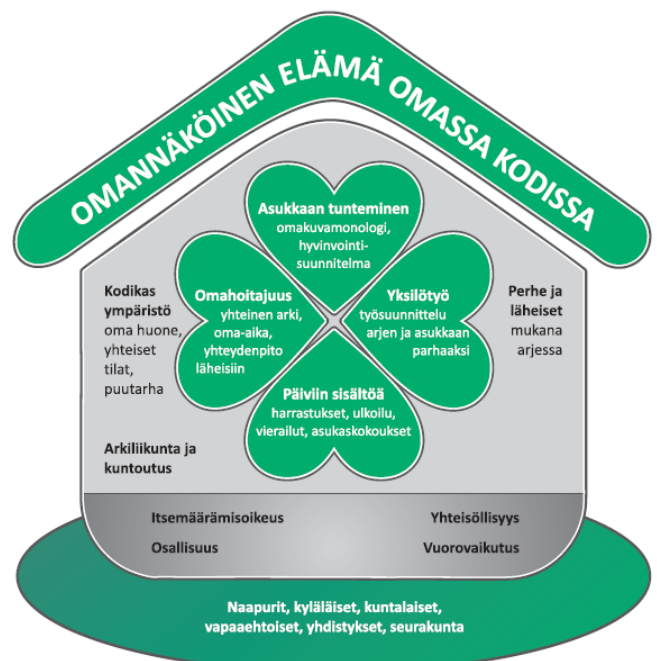 OMANNÄKÖINEN ELÄMÄ OMASSA KODISSA
Asukkaan tunteminen
omakuvamonologi,
hyvinvointi-
suunnitelma
Kodikas
ympäristö
oma huone,
yhteiset
tilat,
puutarha
Omahoitajuus
yhteinen arki,
oma-aika,
yhteydenpito
läheisiin
Yksilötyö
työsuunnittelu
arjen ja asukkaan
parhaaksi
Perhe ja
läheiset
mukana
arjessa
Päiviin sisältöä
harrastukset, ulkoilu,
vierailut, asukaskokoukset
Arkiliikunta ja
kuntoutus
Itsemäärämisoikeus
Yhteisöllisyys
Osallisuus
Vuorovaikutus
Naapurit, kyläläiset, kuntalaiset,
vapaaehtoiset, yhdistykset, seurakunta